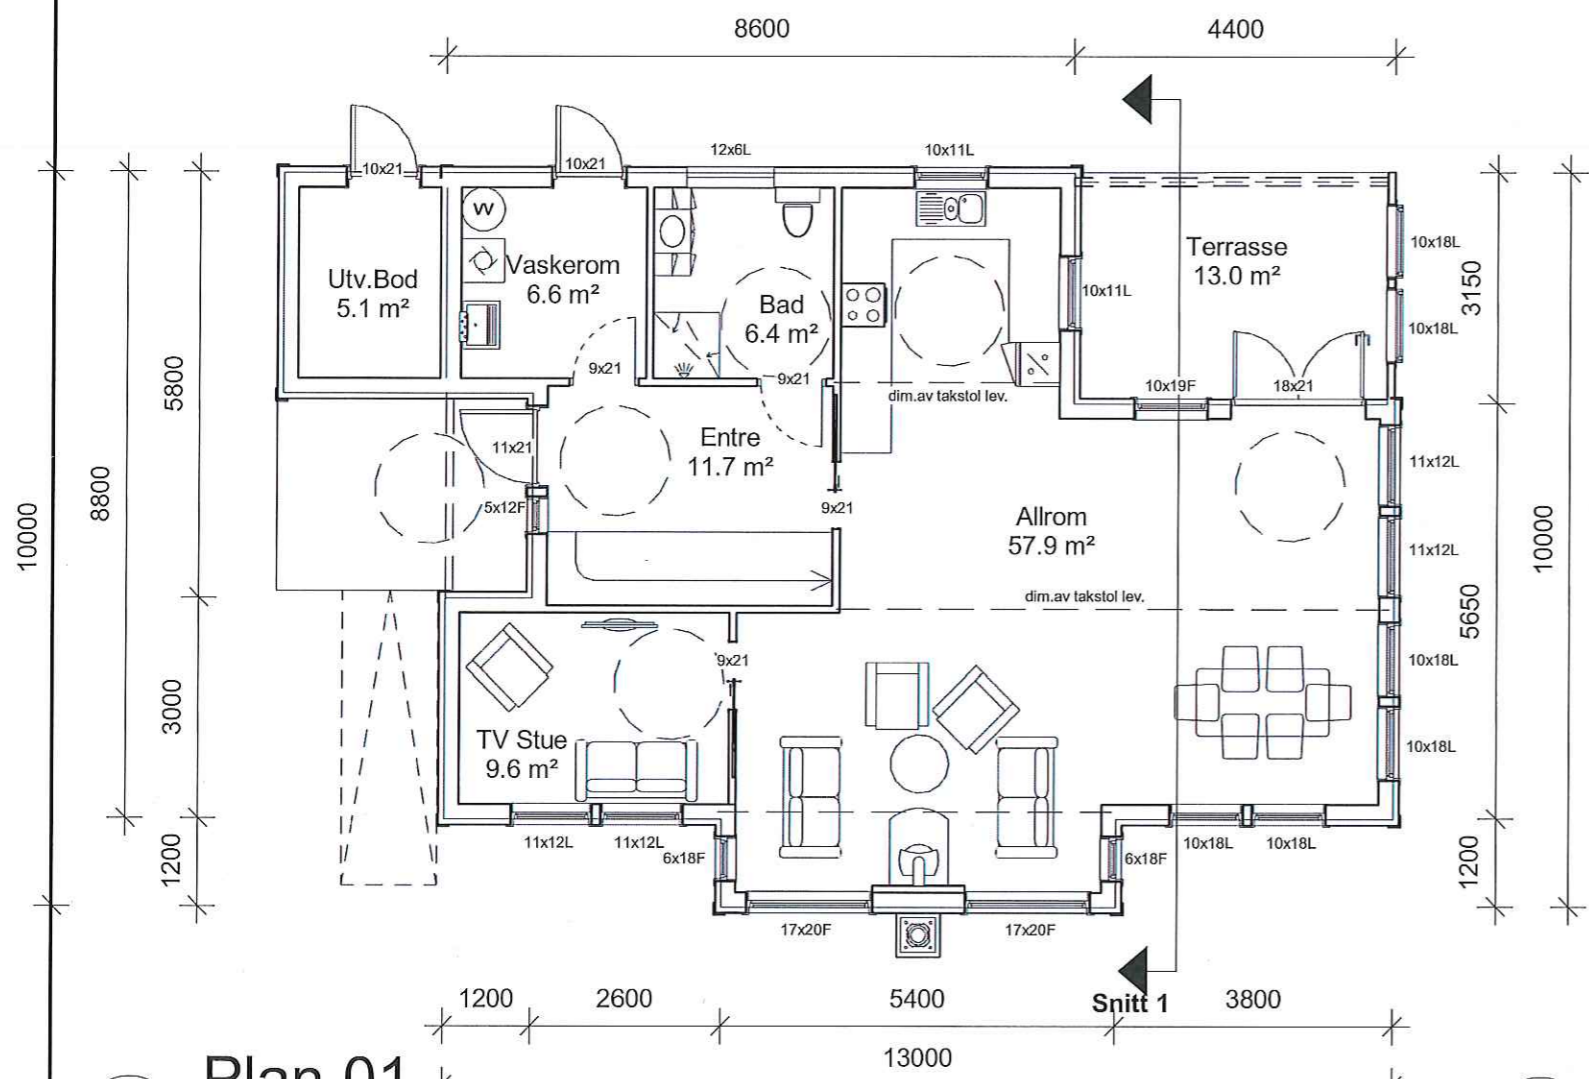 8600
4400
10x21
10x21
12x6L
10x11L
10x18L
10x18L
3150
10000
5650
1200
10000
8800
5800
3000
1200
W
Utv.Bod
5.1 m²
Vaskerom
6.6 m²
Bad
6.4 m²
Terrasse
13.0 m²
10x11L
9x21
9x21
dim.av takstol lev.
10x19F
18x21
11x21
5x12F
Entre
11.7 m²
9x21
Allrom
57.9 m²
11x12L
11x12L
dim.av takstol lev.
9x21
10x18L
10x18L
TV Stue
9.6 m²
11x12L
11x12L
6x18F
6x18F
10x18L
10x18L
17x20F
17x20F
Snitt 1
1200
2600
5400
3800
13000
Plan 01